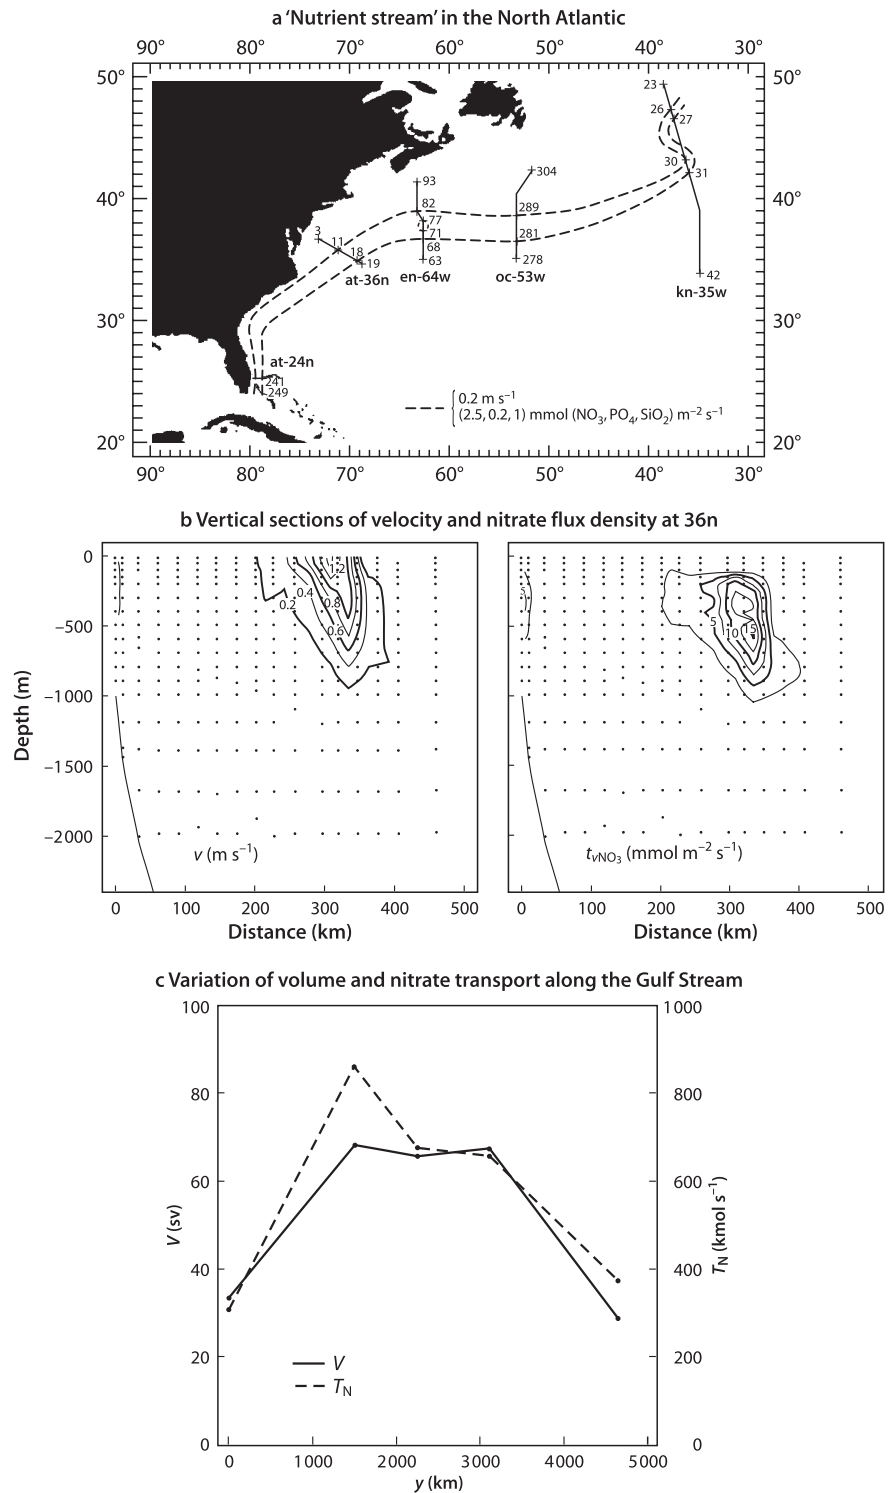 a ‘Nutrient stream’ in the North Atlantic
90° 80° 70° 60° 50° 40° 30°
50° 50°
40° 40°
30° 30°
20° 20°
23
26
27
30
31
42
kn-35w
304
289
281
278
oc-53w
93
82
77
71
68
63
en-64w
3
11
18
19
at-36n
at-24n
241
249
0.2 m s⁻¹
(2.5, 0.2, 1) mmol (NO₃, PO₄, SiO₂) m⁻² s⁻¹
90° 80° 70° 60° 50° 40° 30°
b Vertical sections of velocity and nitrate flux density at 36n
Depth (m)
0
−500
−1000
−1500
−2000
1.2
0.4
0.2
0.8
0.6
v (m s⁻¹)
0 100 200 300 400 500
Distance (km)
5
5
10
15
tvNO₃ (mmol m⁻² s⁻¹)
0 100 200 300 400 500
Distance (km)
c Variation of volume and nitrate transport along the Gulf Stream
100 1000
80 800
60 600
40 400
20 200
0 0
V (sv)
T_N (kmol s⁻¹)
V
T_N
0 1000 2000 3000 4000 5000
y (km)